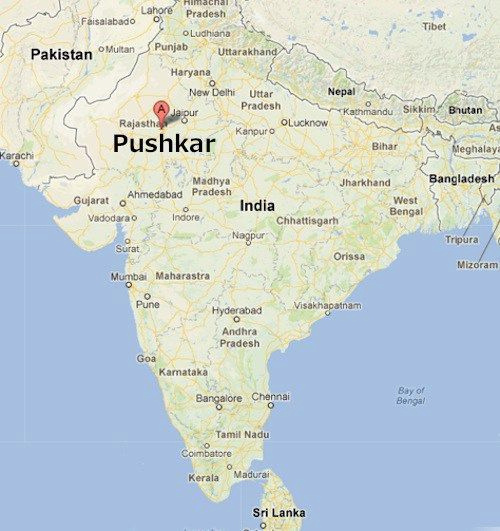 Lahore
Himachal
Pradesh
Faisalabad
Tibet
Ludhiana
Multan
Punjab
Pakistan
Uttarakhand
Haryana
New Delhi
Nepal
A
Uttar
Pradesh
Jaipur
Rajasthan
Kathmandu
Sikkim
Bhutan
Lucknow
Kanpur
Pushkar
Bihar
Meghalaya
Karachi
Madhya
Pradesh
Jharkhand
Bangladesh
Gujarat
Ahmedabad
India
West
Bengal
Vadodara
Indore
Chhattisgarh
Nagpur
Tripura
Surat
Orissa
Mizoram
Mumbai
Maharastra
Pune
Visakhapatnam
Hyderabad
Andhra
Pradesh
Goa
Karnataka
Bay of
Bengal
Bangalore
Chennai
Tamil Nadu
Coimbatore
Kerala
Madurai
Sri Lanka